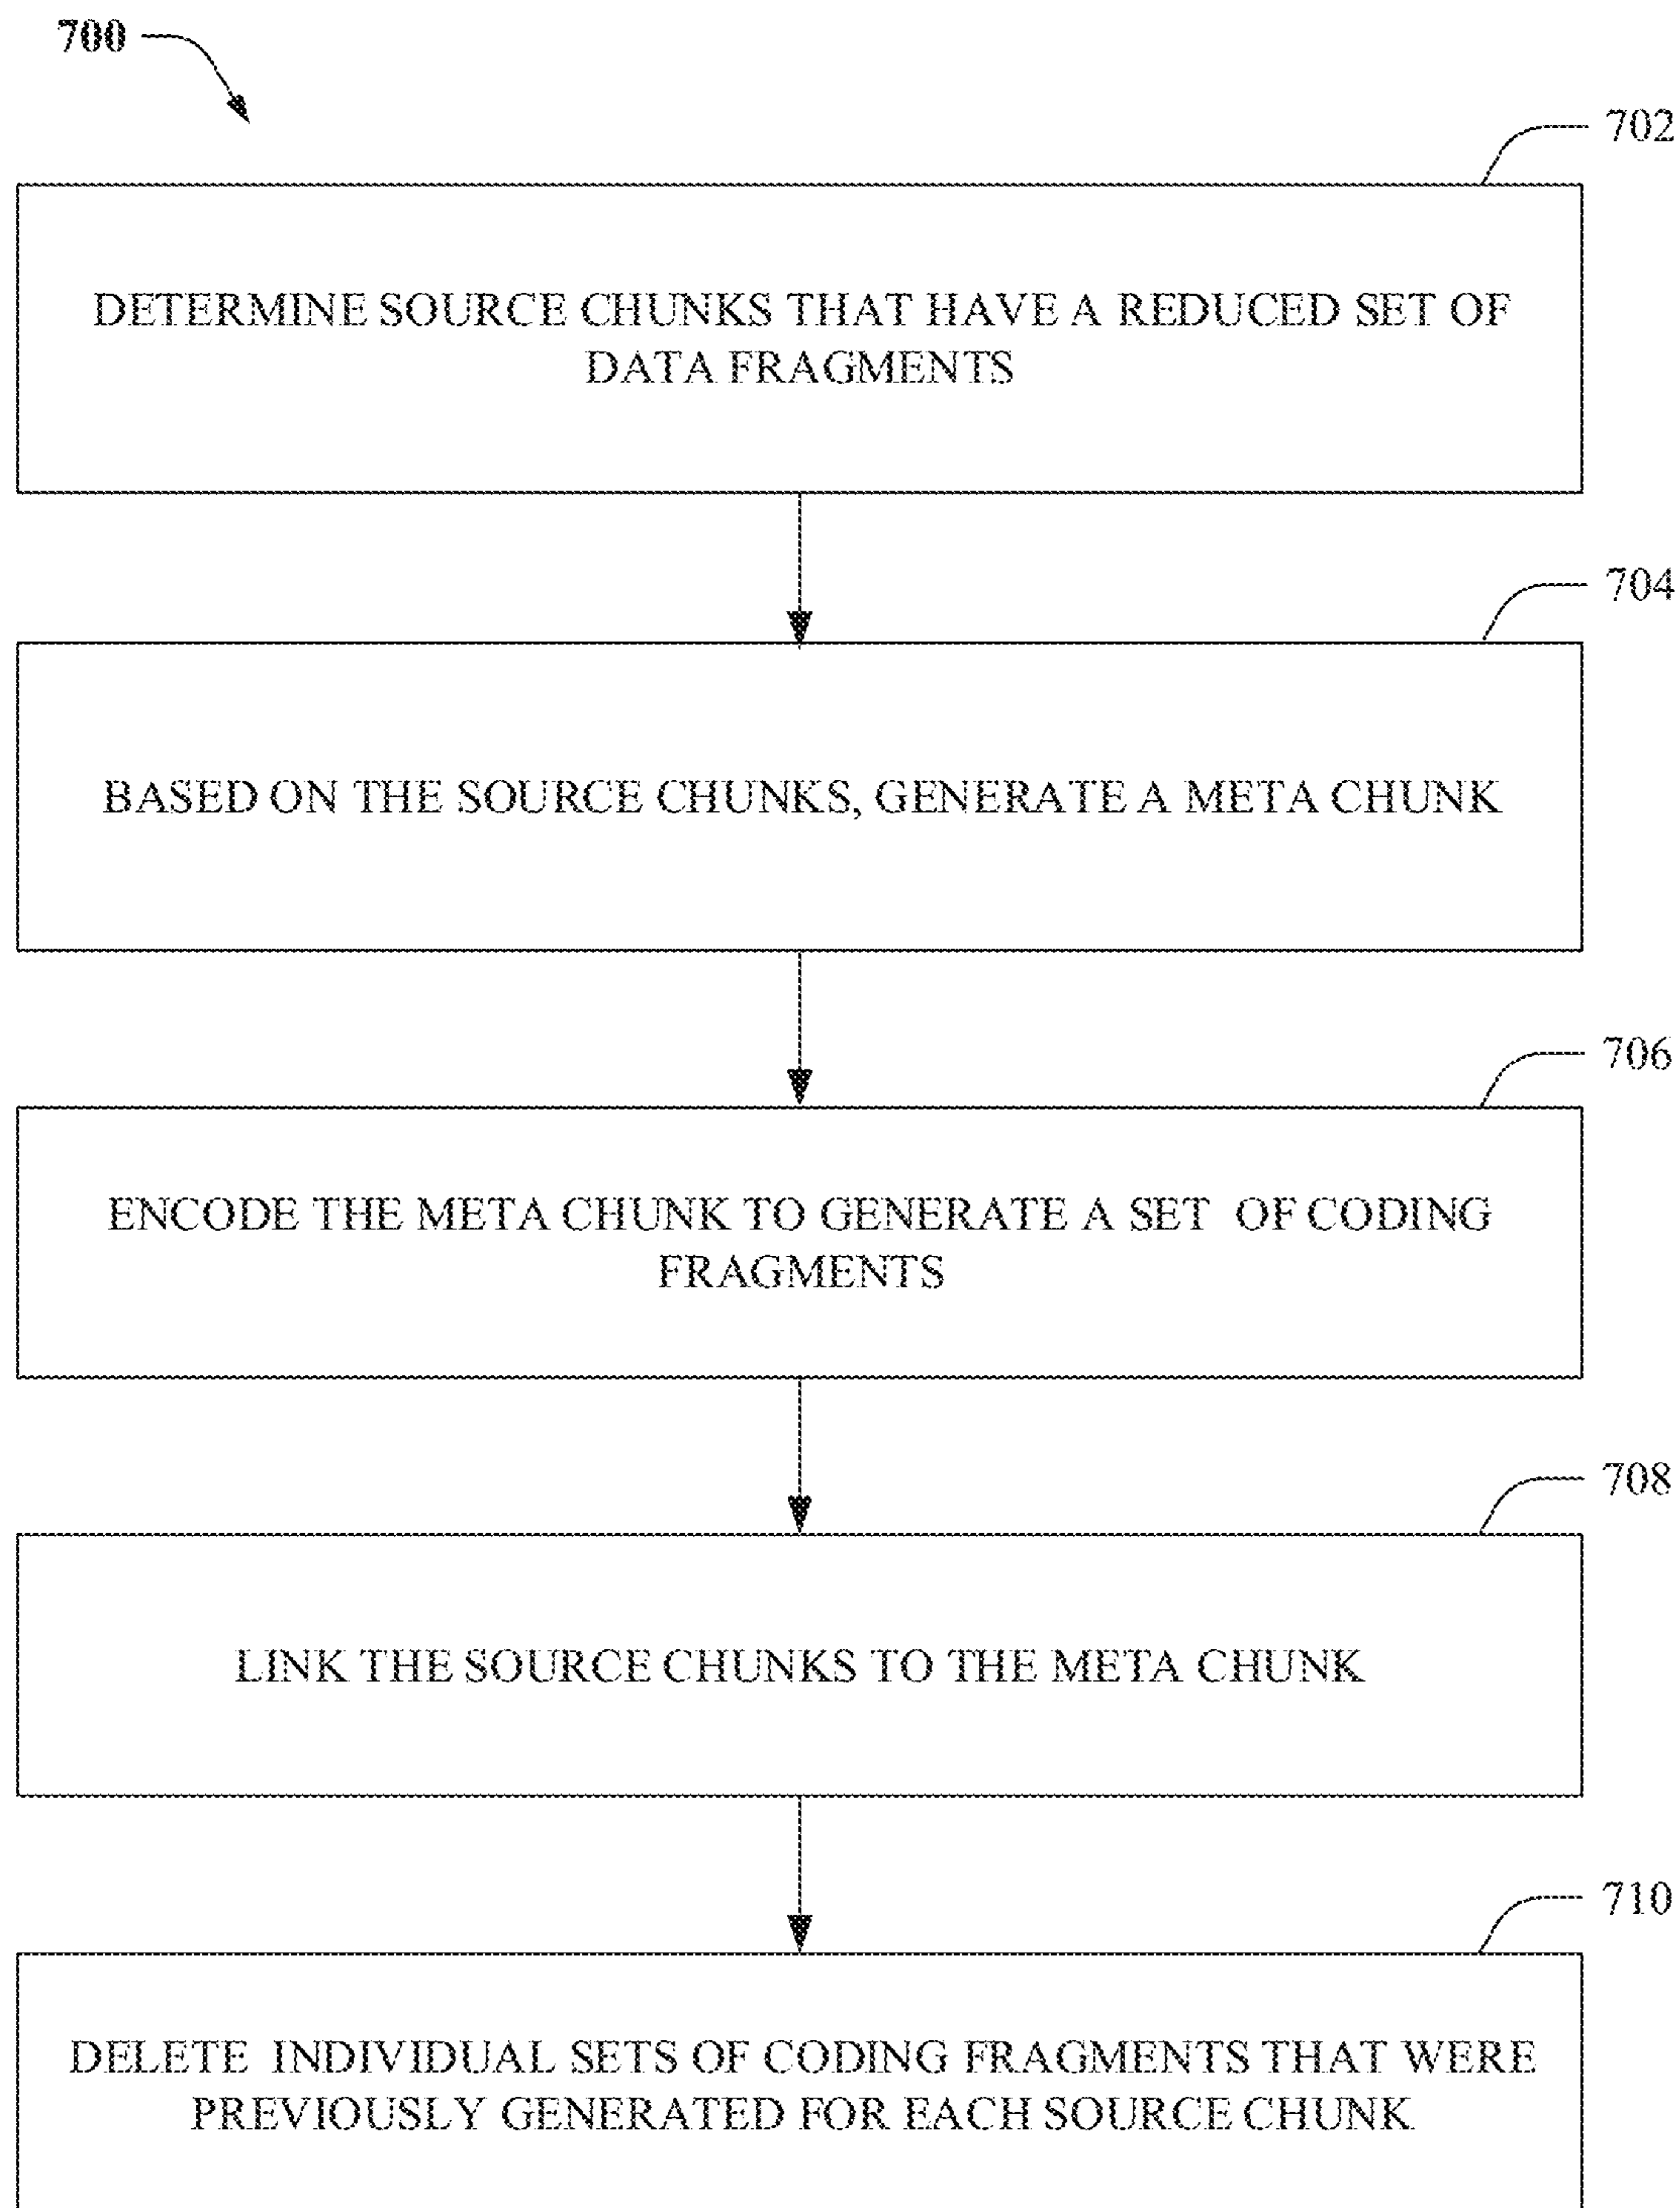 700
702
DETERMINE SOURCE CHUNKS THAT HAVE A REDUCED SET OF
DATA FRAGMENTS
704
BASED ON THE SOURCE CHUNKS, GENERATE A META CHUNK
706
ENCODE THE META CHUNK TO GENERATE A SET OF CODING
FRAGMENTS
708
LINK THE SOURCE CHUNKS TO THE META CHUNK
710
DELETE INDIVIDUAL SETS OF CODING FRAGMENTS THAT WERE
PREVIOUSLY GENERATED FOR EACH SOURCE CHUNK